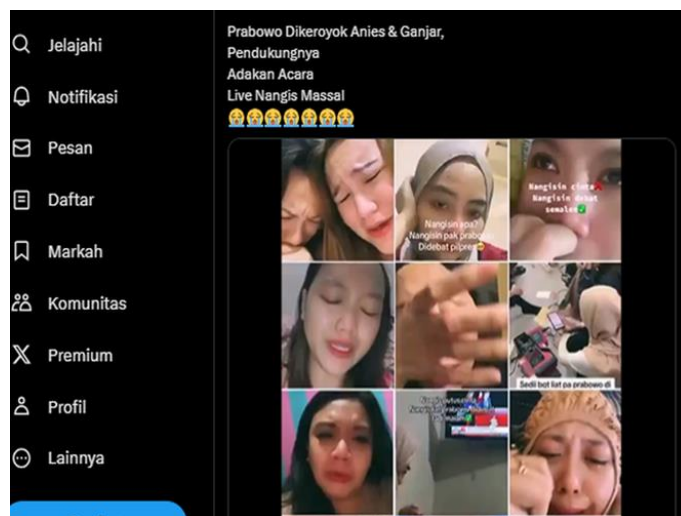 Jelajahi
Notifikasi
Pesan
Daftar
Markah
Komunitas
Premium
Profil
Lainnya
Prabowo Dikeroyok Anies & Ganjar,
Pendukungnya
Adakan Acara
Live Nangis Massal
😭😭😭😭😭😭😭
Nangisin apa?
Nangisin pak prabowo
Didebat pilpres
Nangisin cinta❌
Nangisin debat
semalem✅
Sedii bgt liat pa prabowo di